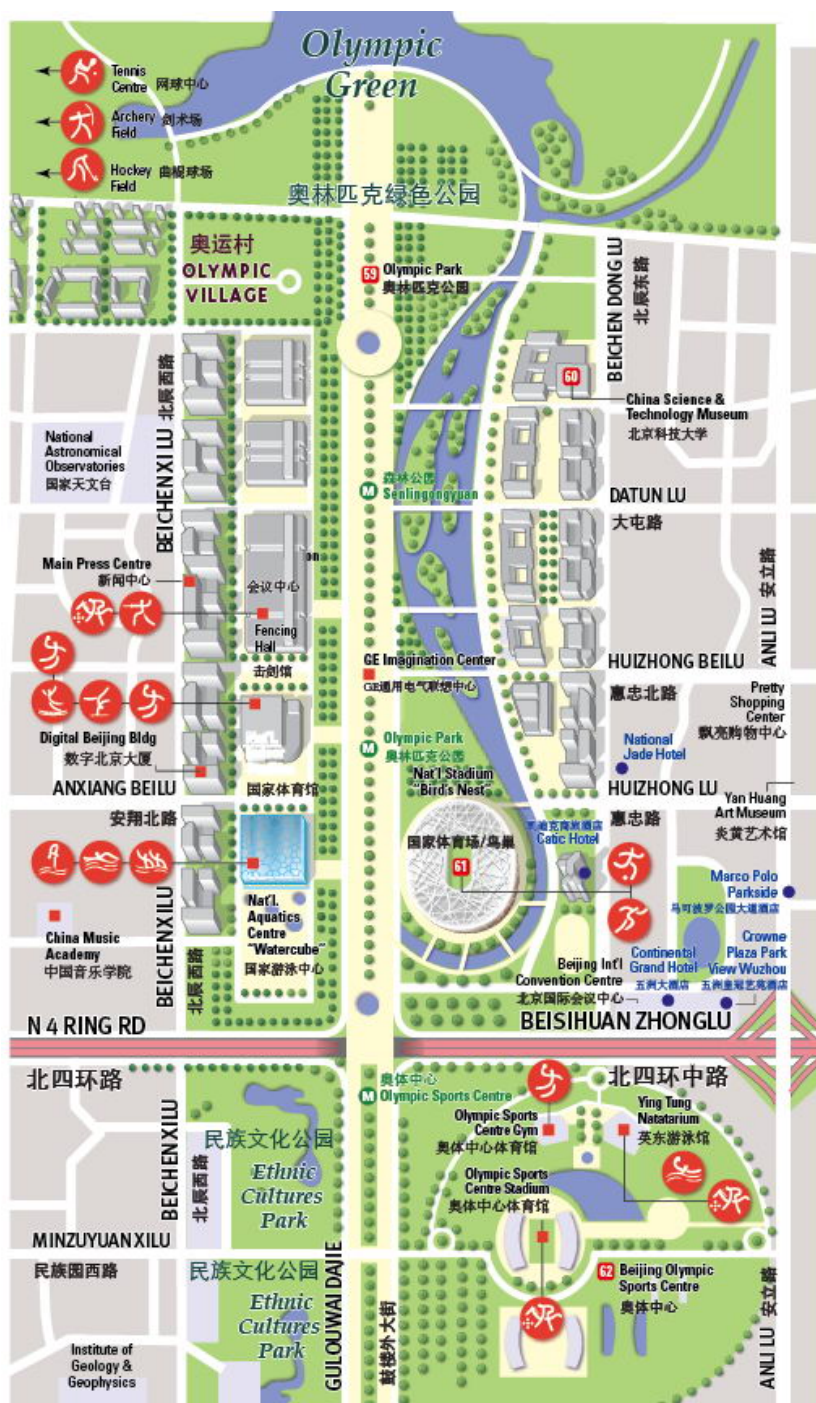 Olympic
Green
Tennis
Centre 网球中心
Archery
Field 剑术场
Hockey
Field 曲棍球场
奥林匹克绿色公园
奥运村
OLYMPIC
VILLAGE
59 Olympic Park
奥林匹克公园
BEICHEN DONG LU
北辰东路
60
China Science &
Technology Museum
北京科技大学
BEICHENXI LU 北辰西路
National
Astronomical
Observatories
国家天文台
M 森林公园
Senlingongyuan
DATUN LU
大屯路
Main Press Centre
新闻中心
on
会议中心
Fencing
Hall
击剑馆
ANLI LU 安立路
GE Imagination Center
GE通用电气联想中心
HUIZHONG BEILU
惠忠北路
Pretty
Shopping
Center
飘亮购物中心
Digital Beijing Bldg
数字北京大厦
M Olympic Park
奥林匹克公园
National
Jade Hotel
国家体育馆
Nat'l Stadium
"Bird's Nest"
ANXIANG BEILU
安翔北路
HUIZHONG LU
惠忠路
Yan Huang
Art Museum
炎黄艺术馆
国家体育场/鸟巢
61
Catic Hotel
Marco Polo
Parkside
马可波罗公园大道酒店
Nat'l.
Aquatics
Centre
"Watercube"
国家游泳中心
China Music
Academy
中国音乐学院
BEICHENXILU
北辰西路
Beijing Int'l
Convention Centre
北京国际会议中心
Continental
Grand Hotel
五洲大酒店
Crowne
Plaza Park
View Wuzhou
五洲皇冠艺苑酒店
N 4 RING RD
BEISIHUAN ZHONGLU
北四环路
北四环中路
M 奥体中心
Olympic Sports Centre
Olympic Sports
Centre Gym
奥体中心体育馆
Ying Tung
Natatarium
英东游泳馆
BEICHENXILU
北辰西路
民族文化公园
Ethnic
Cultures
Park
Olympic Sports
Centre Stadium
奥体中心体育馆
MINZUYUAN XILU
民族园西路
民族文化公园
Ethnic
Cultures
Park
GULOUWAI DAJIE
鼓楼外大街
62 Beijing Olympic
Sports Centre
奥体中心
ANLI LU 安立路
Institute of
Geology &
Geophysics